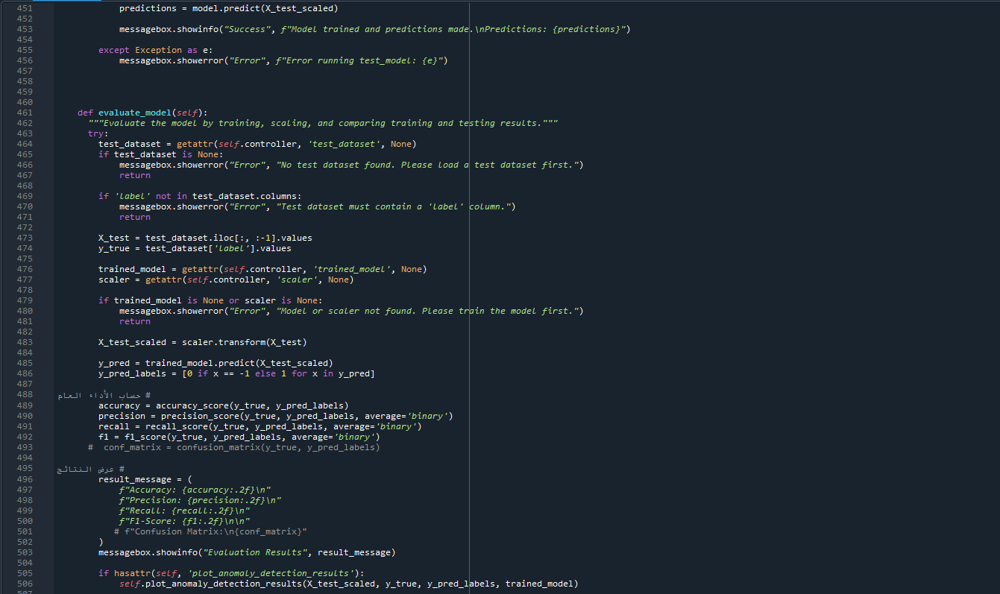 451 predictions = model.predict(X_test_scaled)
452
453 messagebox.showinfo("Success", f"Model trained and predictions made.\nPredictions: {predictions}")
454
455 except Exception as e:
456 messagebox.showerror("Error", f"Error running test_model: {e}")
457
458
459
460
461 def evaluate_model(self):
462 """Evaluate the model by training, scaling, and comparing training and testing results."""
463 try:
464 test_dataset = getattr(self.controller, 'test_dataset', None)
465 if test_dataset is None:
466 messagebox.showerror("Error", "No test dataset found. Please load a test dataset first.")
467 return
468
469 if 'label' not in test_dataset.columns:
470 messagebox.showerror("Error", "Test dataset must contain a 'label' column.")
471 return
472
473 X_test = test_dataset.iloc[:, :-1].values
474 y_true = test_dataset['label'].values
475
476 trained_model = getattr(self.controller, 'trained_model', None)
477 scaler = getattr(self.controller, 'scaler', None)
478
479 if trained_model is None or scaler is None:
480 messagebox.showerror("Error", "Model or scaler not found. Please train the model first.")
481 return
482
483 X_test_scaled = scaler.transform(X_test)
484
485 y_pred = trained_model.predict(X_test_scaled)
486 y_pred_labels = [0 if x == -1 else 1 for x in y_pred]
487
488 # حساب الأداء العام
489 accuracy = accuracy_score(y_true, y_pred_labels)
490 precision = precision_score(y_true, y_pred_labels, average='binary')
491 recall = recall_score(y_true, y_pred_labels, average='binary')
492 f1 = f1_score(y_true, y_pred_labels, average='binary')
493 # conf_matrix = confusion_matrix(y_true, y_pred_labels)
494
495 # عرض النتائج
496 result_message = (
497 f"Accuracy: {accuracy:.2f}\n"
498 f"Precision: {precision:.2f}\n"
499 f"Recall: {recall:.2f}\n"
500 f"F1-Score: {f1:.2f}\n\n"
501 # f"Confusion Matrix:\n{conf_matrix}"
502 )
503 messagebox.showinfo("Evaluation Results", result_message)
504
505 if hasattr(self, 'plot_anomaly_detection_results'):
506 self.plot_anomaly_detection_results(X_test_scaled, y_true, y_pred_labels, trained_model)
507